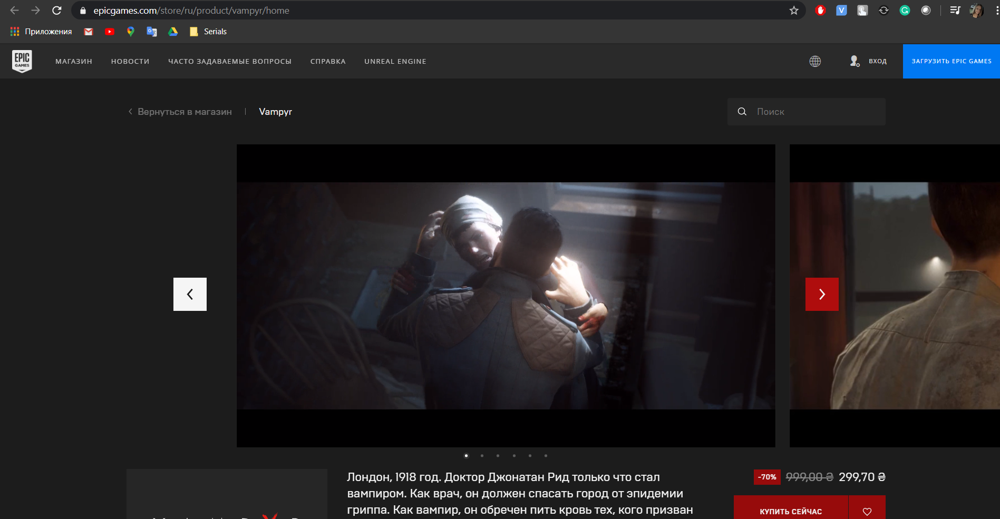 epicgames.com/store/ru/product/vampyr/home
Приложения
Serials
EPIC
GAMES
МАГАЗИН
НОВОСТИ
ЧАСТО ЗАДАВАЕМЫЕ ВОПРОСЫ
СПРАВКА
UNREAL ENGINE
ВХОД
ЗАГРУЗИТЬ EPIC GAMES
Вернуться в магазин
Vampyr
Поиск
Лондон, 1918 год. Доктор Джонатан Рид только что стал
вампиром. Как врач, он должен спасать город от эпидемии
гриппа. Как вампир, он обречен пить кровь тех, кого призван
-70% 999,00 ₴ 299,70 ₴
КУПИТЬ СЕЙЧАС